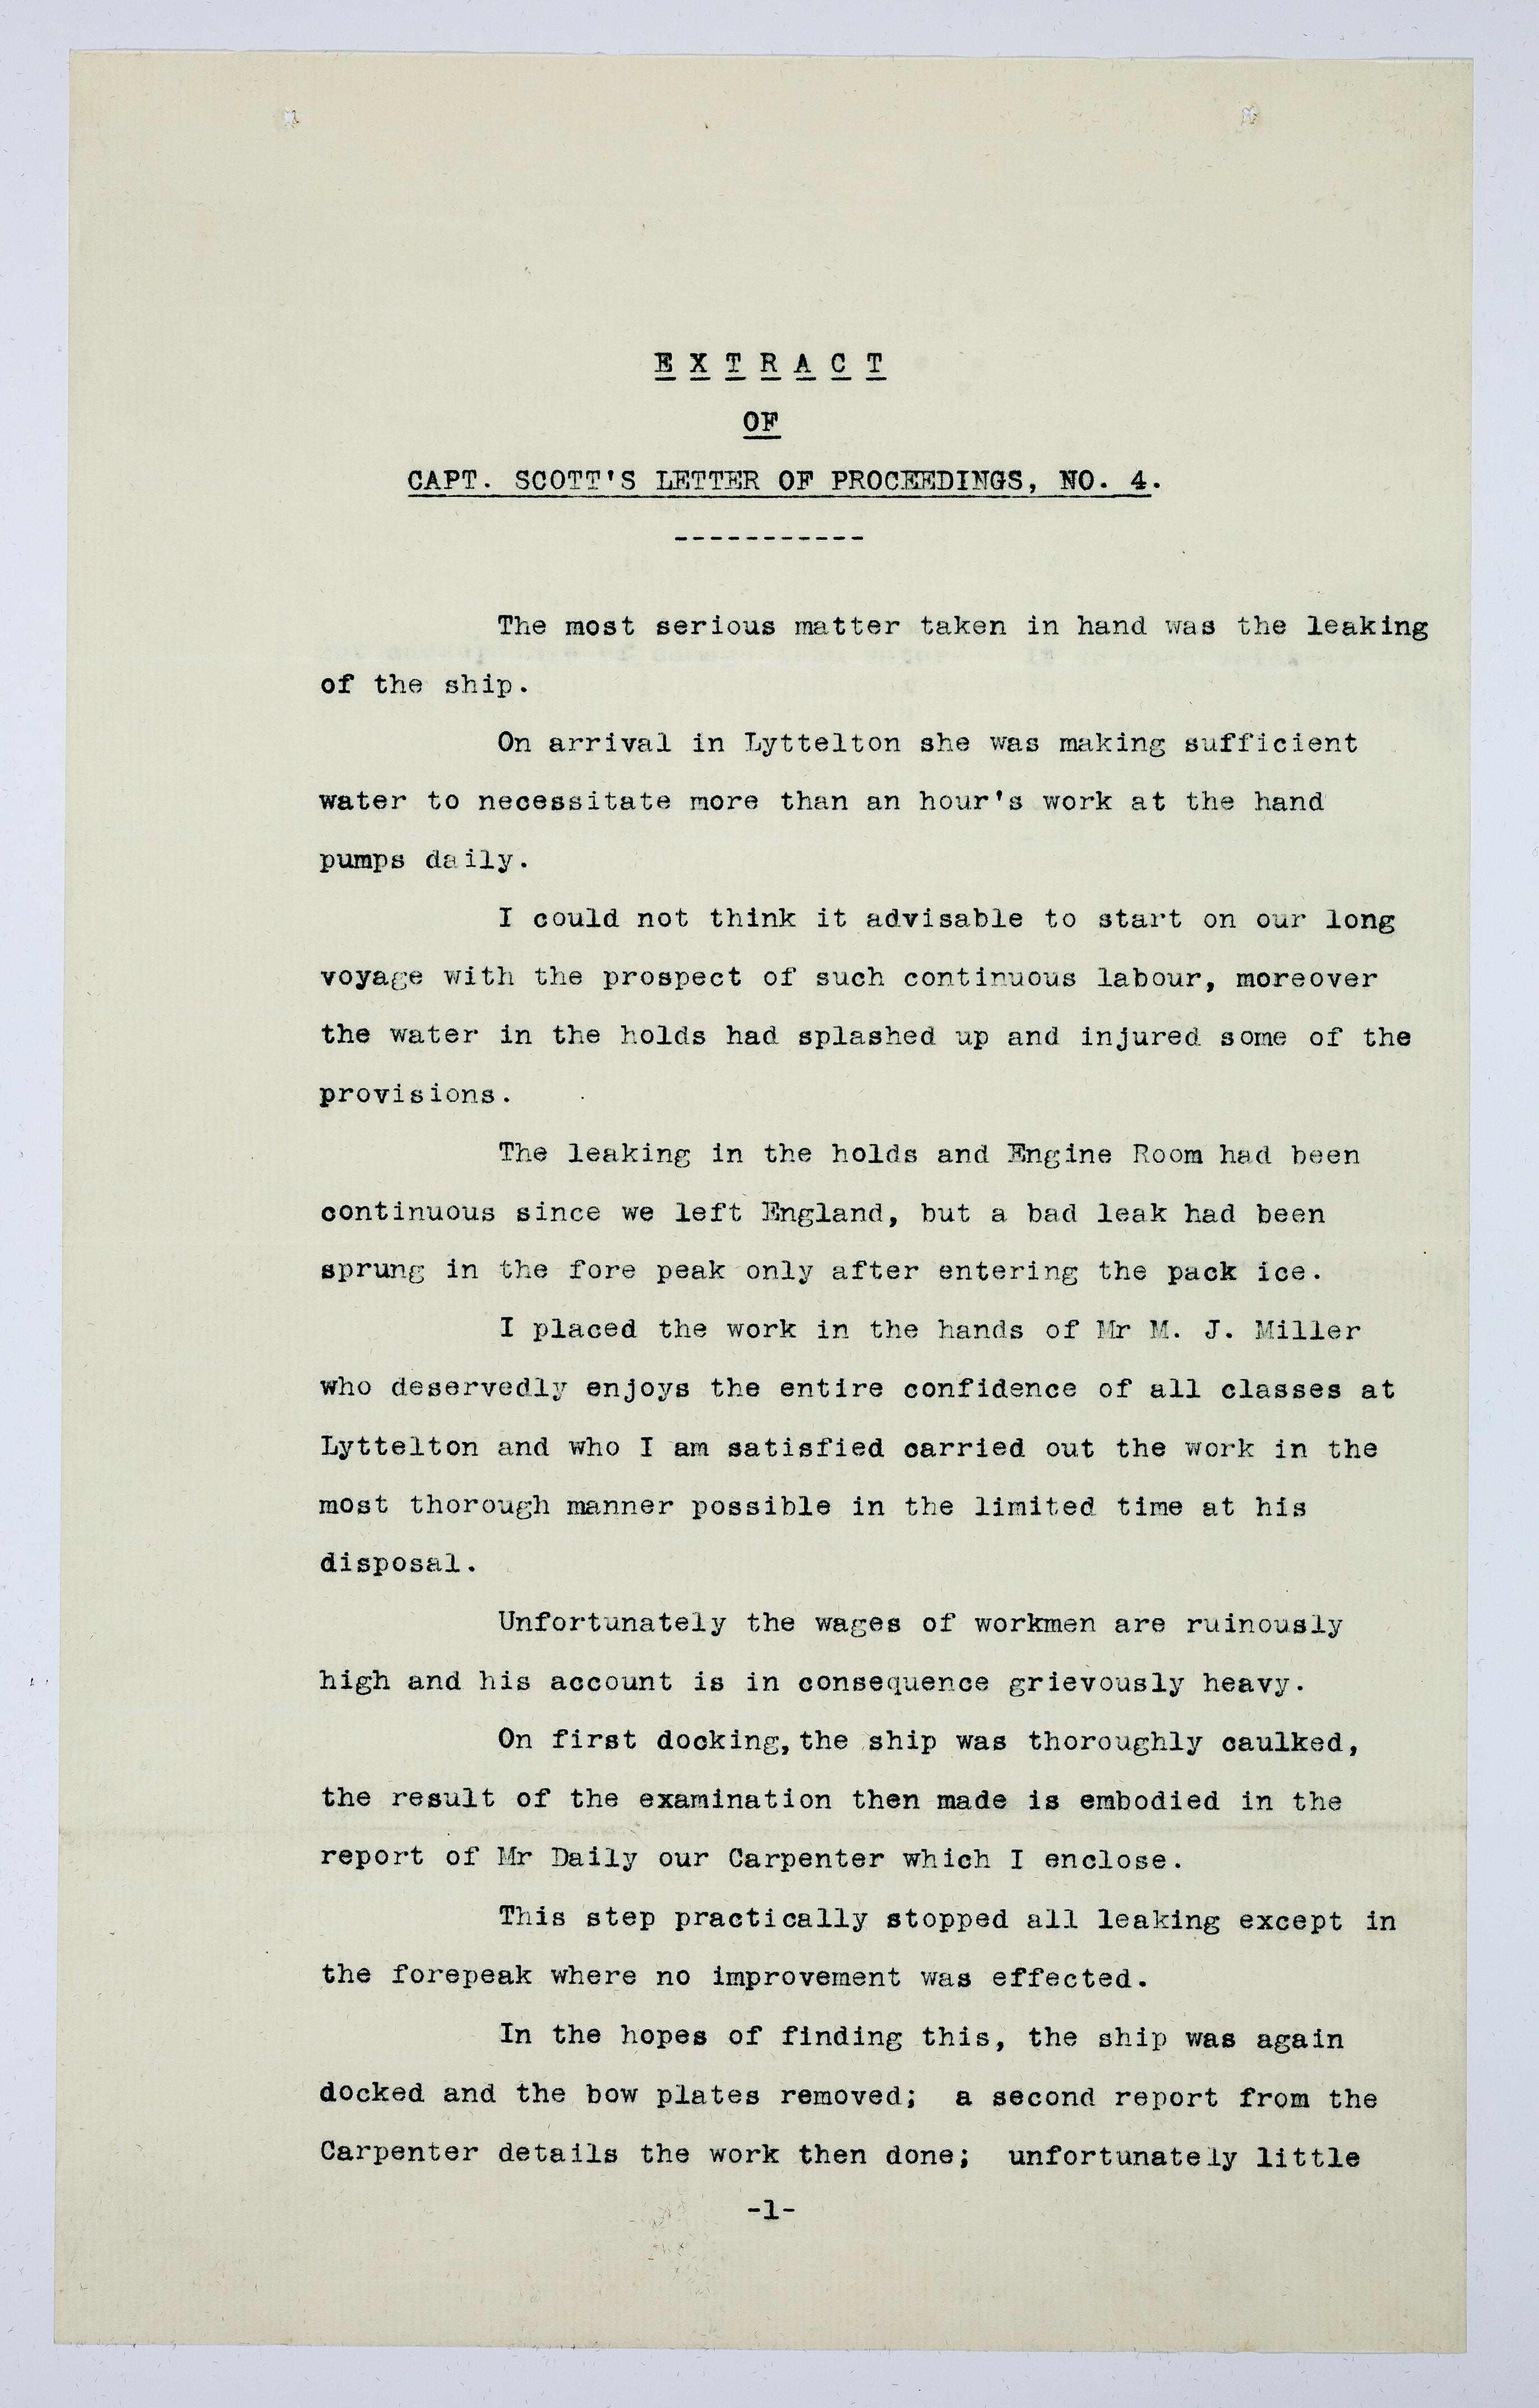 E X T R A C T
OF
CAPT. SCOTT'S LETTER OF PROCEEDINGS, NO. 4.
-----------
The most serious matter taken in hand was the leaking
of the ship.
On arrival in Lyttelton she was making sufficient
water to necessitate more than an hour's work at the hand
pumps daily.
I could not think it advisable to start on our long
voyage with the prospect of such continuous labour, moreover
the water in the holds had splashed up and injured some of the
provisions.
The leaking in the holds and Engine Room had been
continuous since we left England, but a bad leak had been
sprung in the fore peak only after entering the pack ice.
I placed the work in the hands of Mr M. J. Miller
who deservedly enjoys the entire confidence of all classes at
Lyttelton and who I am satisfied carried out the work in the
most thorough manner possible in the limited time at his
disposal.
Unfortunately the wages of workmen are ruinously
high and his account is in consequence grievously heavy.
On first docking, the ship was thoroughly caulked,
the result of the examination then made is embodied in the
report of Mr Daily our Carpenter which I enclose.
This step practically stopped all leaking except in
the forepeak where no improvement was effected.
In the hopes of finding this, the ship was again
docked and the bow plates removed;  a second report from the
Carpenter details the work then done;  unfortunately little
-1-